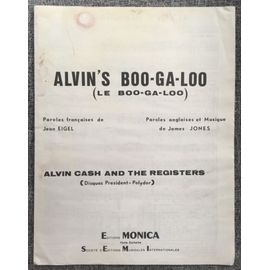 ALVIN'S BOO-GA-LOO
(LE BOO-GA-LOO)
Paroles françaises de
Jean EIGEL
Paroles anglaises et Musique
de James JONES
ALVIN CASH AND THE REGISTERS
(Disques President-Polydor)
EDITIONS MONICA
SOCIÉTÉ D'EDITIONS MUSICALES INTERNATIONALES